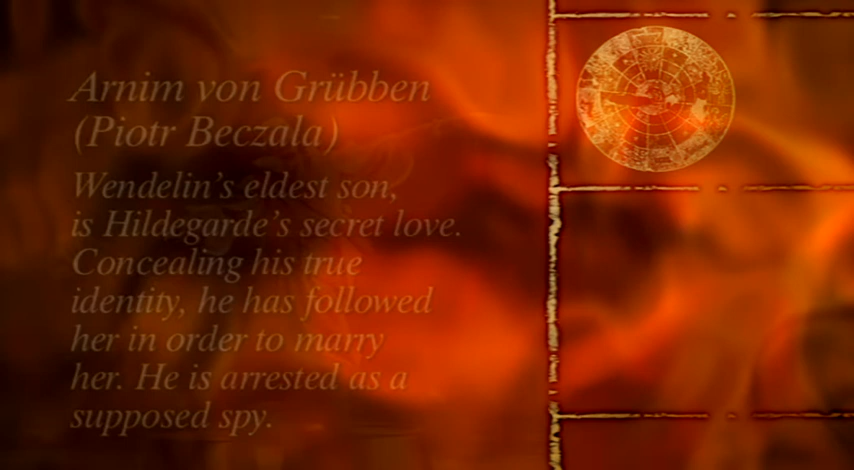 Arnim von Grübben
(Piotr Beczala)
Wendelin's eldest son,
is Hildegarde's secret love.
Concealing his true
identity, he has followed
her in order to marry
her. He is arrested as a
supposed spy.